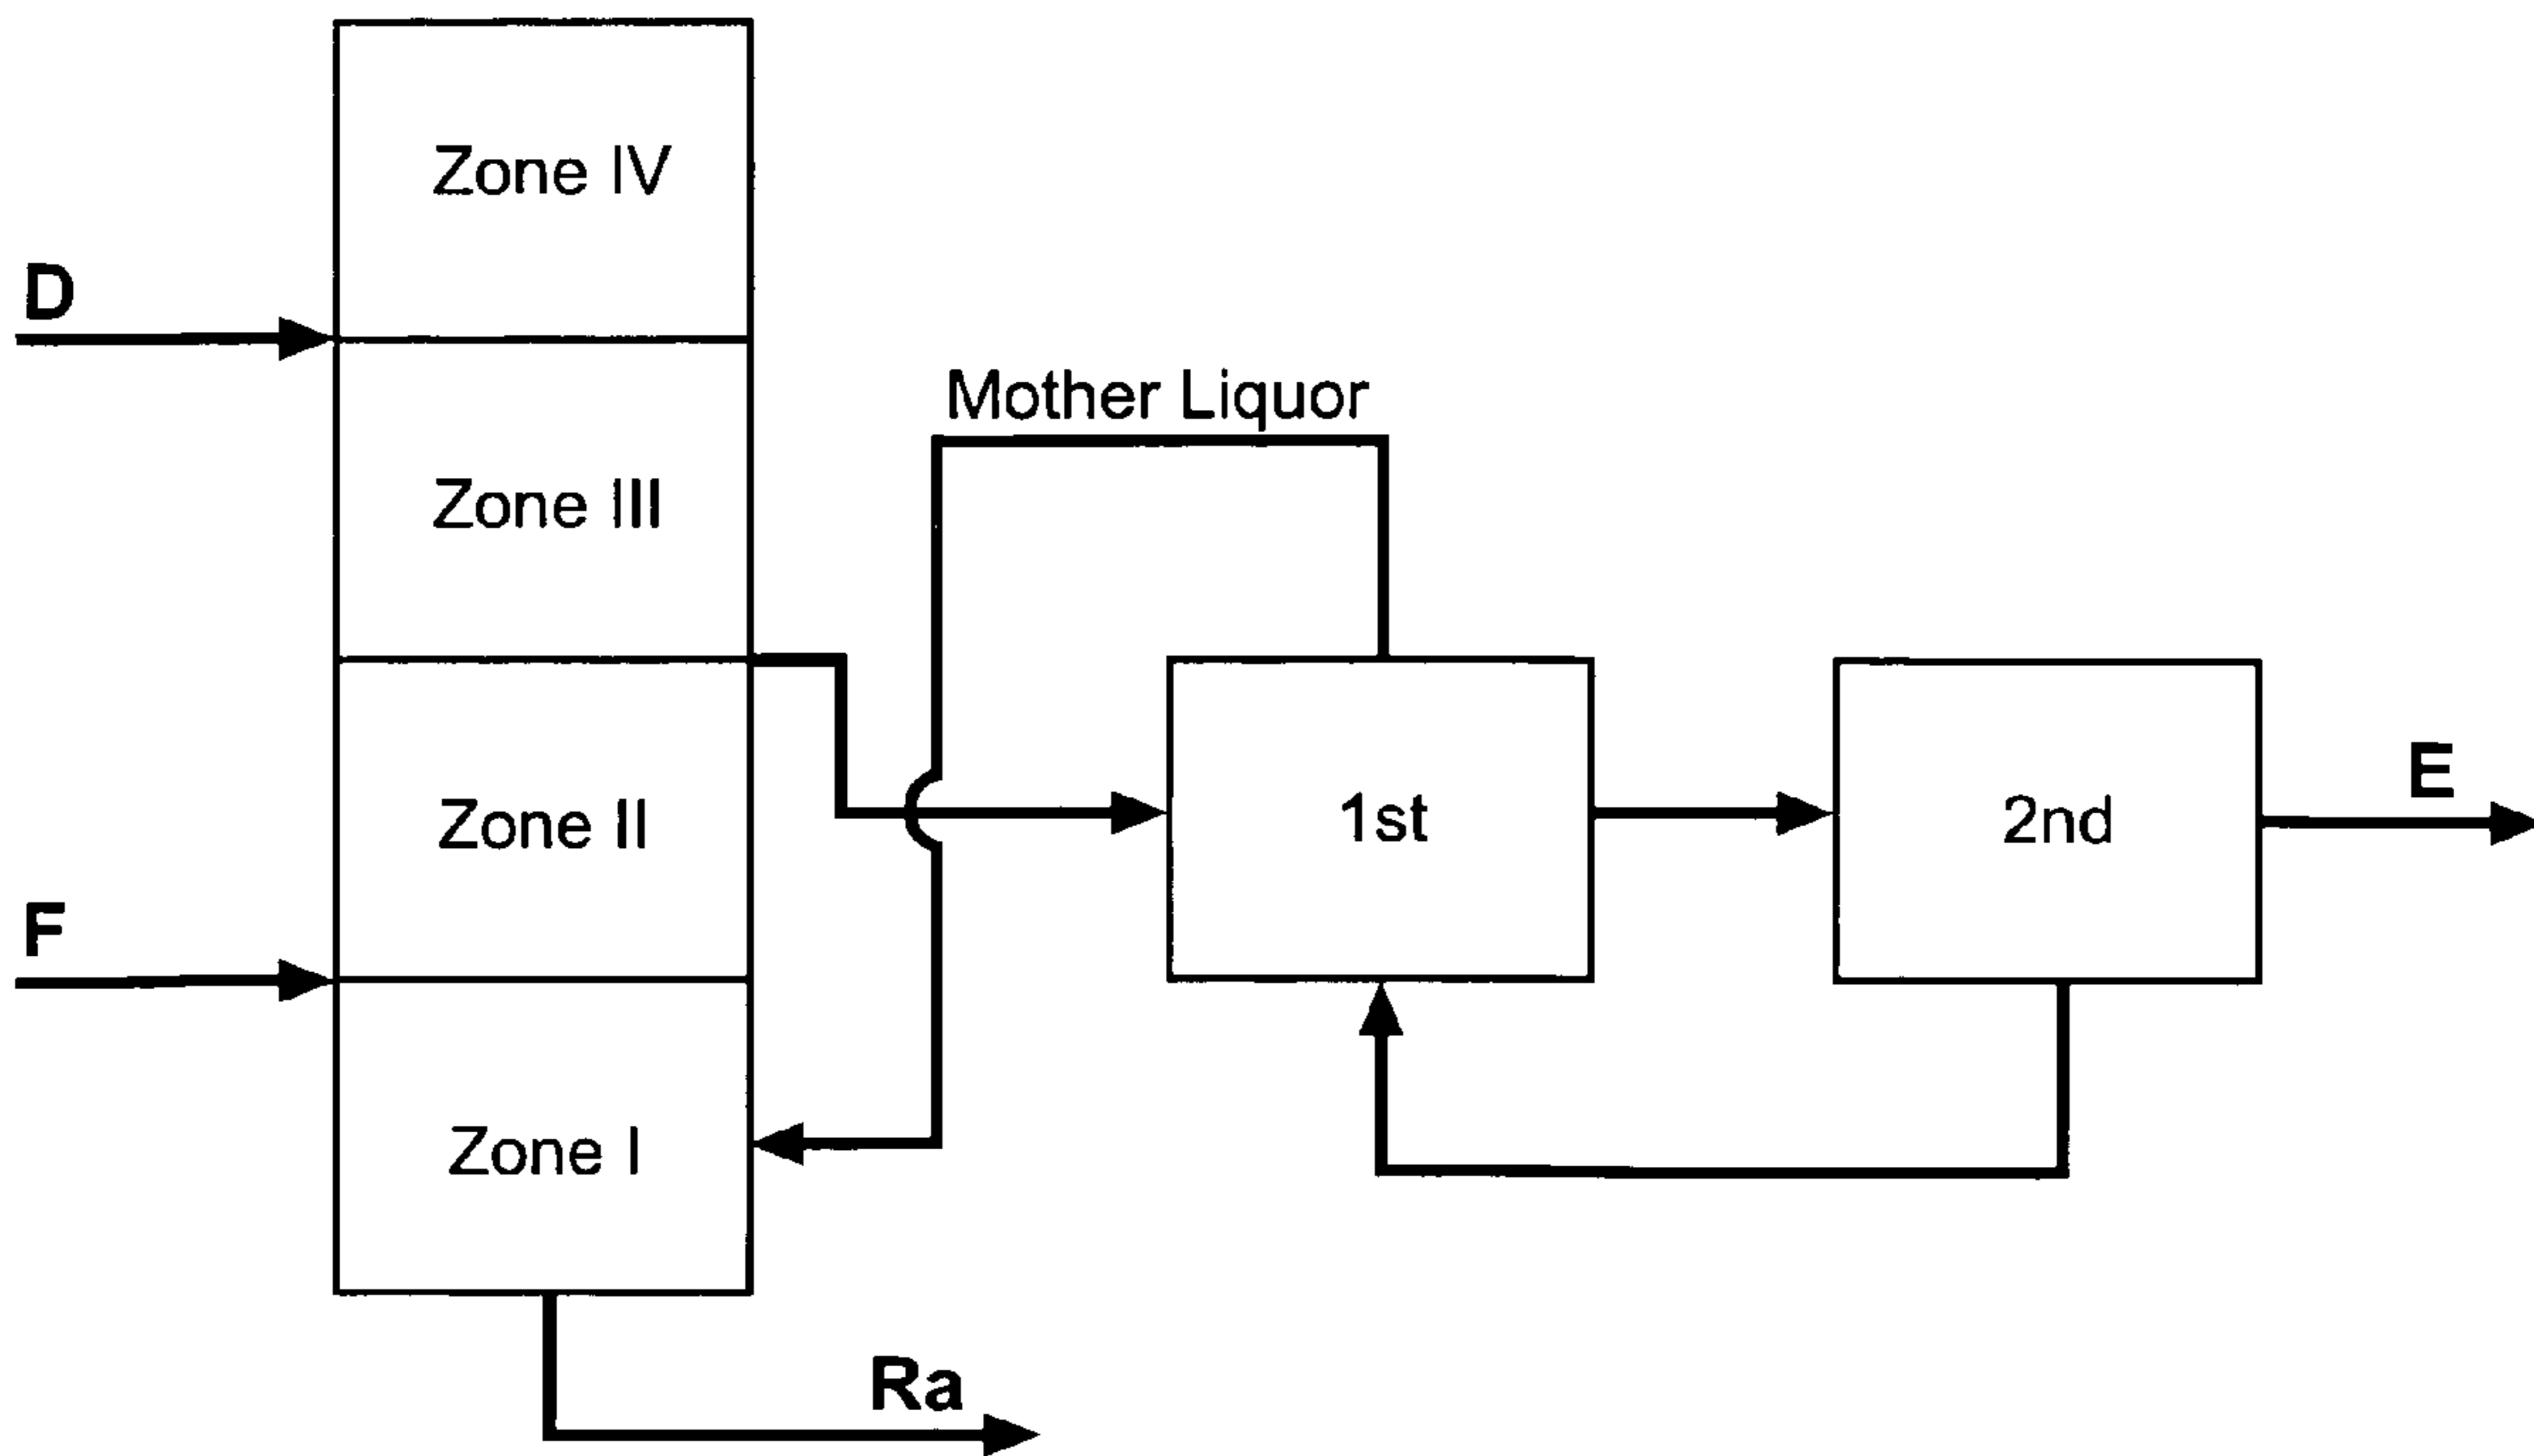 Zone IV
D
Mother Liquor
Zone III
Zone II
1st
2nd
E
F
Zone I
Ra